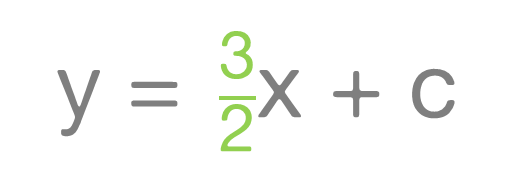 y = 3/2x + c